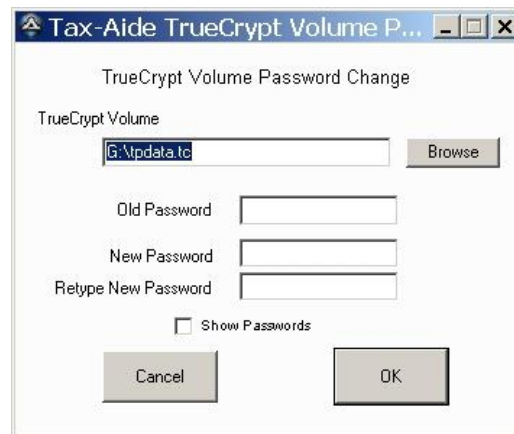 Tax-Aide TrueCrypt Volume P...
TrueCrypt Volume Password Change
TrueCrypt Volume
G:\tpdata.tc
Browse
Old Password
New Password
Retype New Password
Show Passwords
Cancel
OK